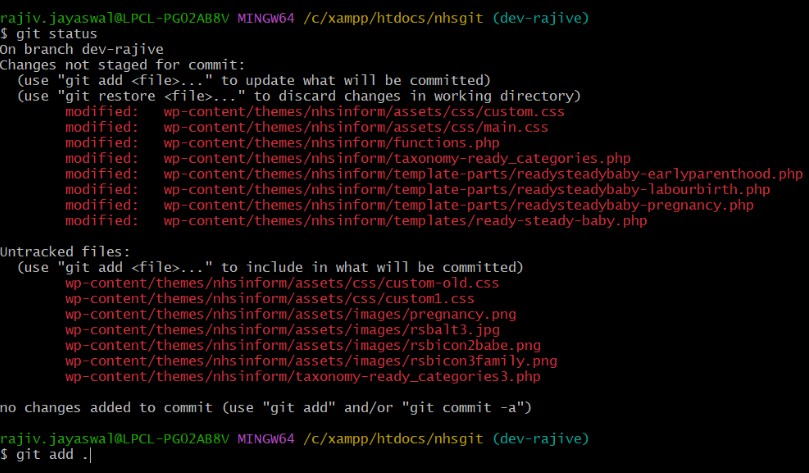 rajiv.jayaswal@LPCL-PG02AB8V MINGW64 /c/xampp/htdocs/nhsgit (dev-rajive)
$ git status
On branch dev-rajive
Changes not staged for commit:
  (use "git add <file>..." to update what will be committed)
  (use "git restore <file>..." to discard changes in working directory)
        modified:   wp-content/themes/nhsinform/assets/css/custom.css
        modified:   wp-content/themes/nhsinform/assets/css/main.css
        modified:   wp-content/themes/nhsinform/functions.php
        modified:   wp-content/themes/nhsinform/taxonomy-ready_categories.php
        modified:   wp-content/themes/nhsinform/template-parts/readysteadybaby-earlyparenthood.php
        modified:   wp-content/themes/nhsinform/template-parts/readysteadybaby-labourbirth.php
        modified:   wp-content/themes/nhsinform/template-parts/readysteadybaby-pregnancy.php
        modified:   wp-content/themes/nhsinform/templates/ready-steady-baby.php

Untracked files:
  (use "git add <file>..." to include in what will be committed)
        wp-content/themes/nhsinform/assets/css/custom-old.css
        wp-content/themes/nhsinform/assets/css/custom1.css
        wp-content/themes/nhsinform/assets/images/pregnancy.png
        wp-content/themes/nhsinform/assets/images/rsbalt3.jpg
        wp-content/themes/nhsinform/assets/images/rsbicon2babe.png
        wp-content/themes/nhsinform/assets/images/rsbicon3family.png
        wp-content/themes/nhsinform/taxonomy-ready_categories3.php

no changes added to commit (use "git add" and/or "git commit -a")

rajiv.jayaswal@LPCL-PG02AB8V MINGW64 /c/xampp/htdocs/nhsgit (dev-rajive)
$ git add .